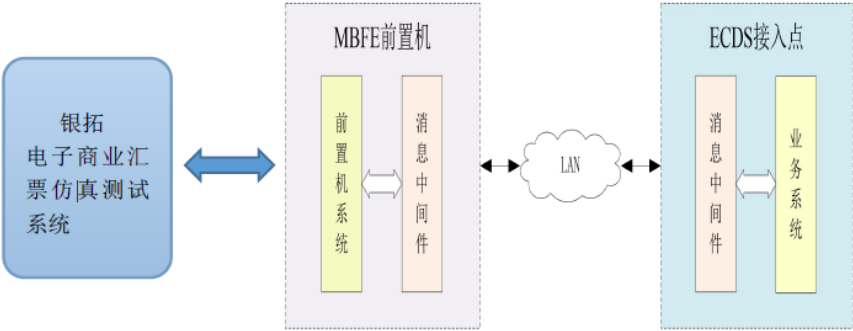 MBFE前置机
ECDS接入点
银拓
电子商业汇
票仿真测试
系统
前置机系统
消息中间件
LAN
消息中间件
业务系统